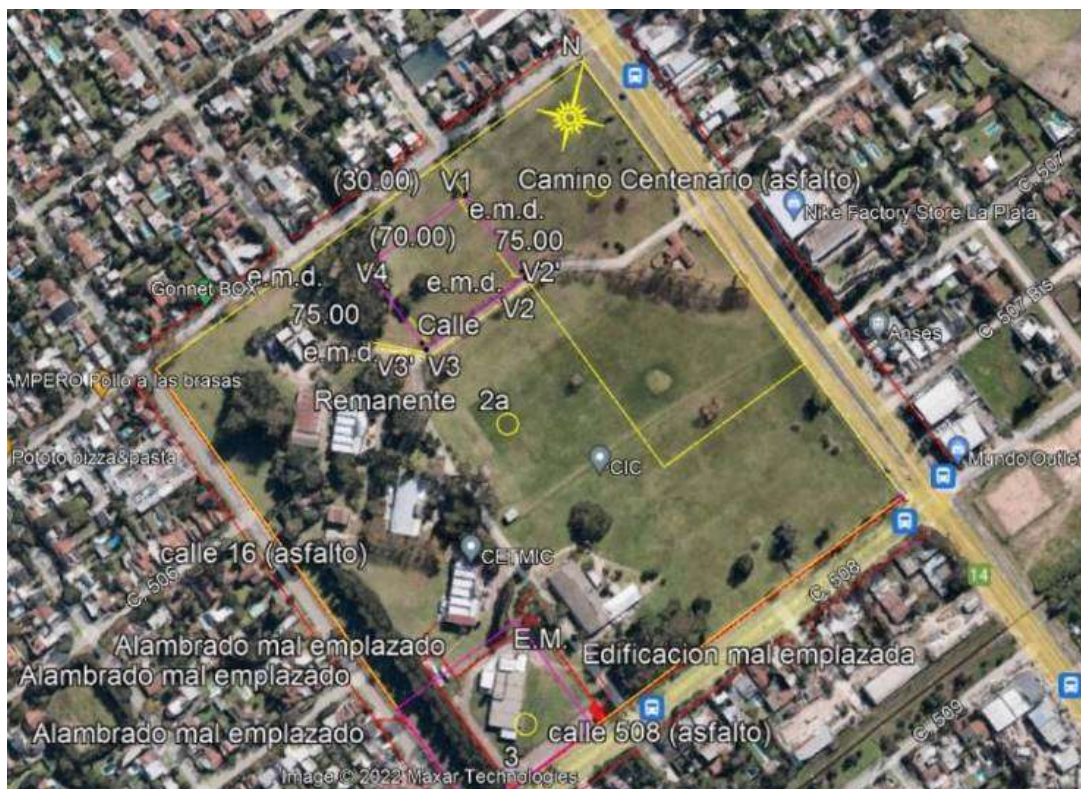 N
(30.00) V1
Camino Centenario (asfalto)
C. 507
e.m.d.
Nike Factory Store La Plata
(70.00)
75.00
V4
e.m.d.
V2'
e.m.d.
Gonnet BOX
V2
75.00
Calle
Anses
C. 507 Bis
e.m.d.
V3' V3
AMPERO Pollo a las brasas
Remanente 2a
Pototo pizza&pasta
CIC
Mundo Outlet
calle 16 (asfalto)
CETMIC
14
C. 506
C. 508
E.M.
Alambrado mal emplazado
Edificacion mal emplazada
Alambrado mal emplazado
Alambrado mal emplazado
calle 508 (asfalto)
C. 509
3
Image © 2022 Maxar Technologies